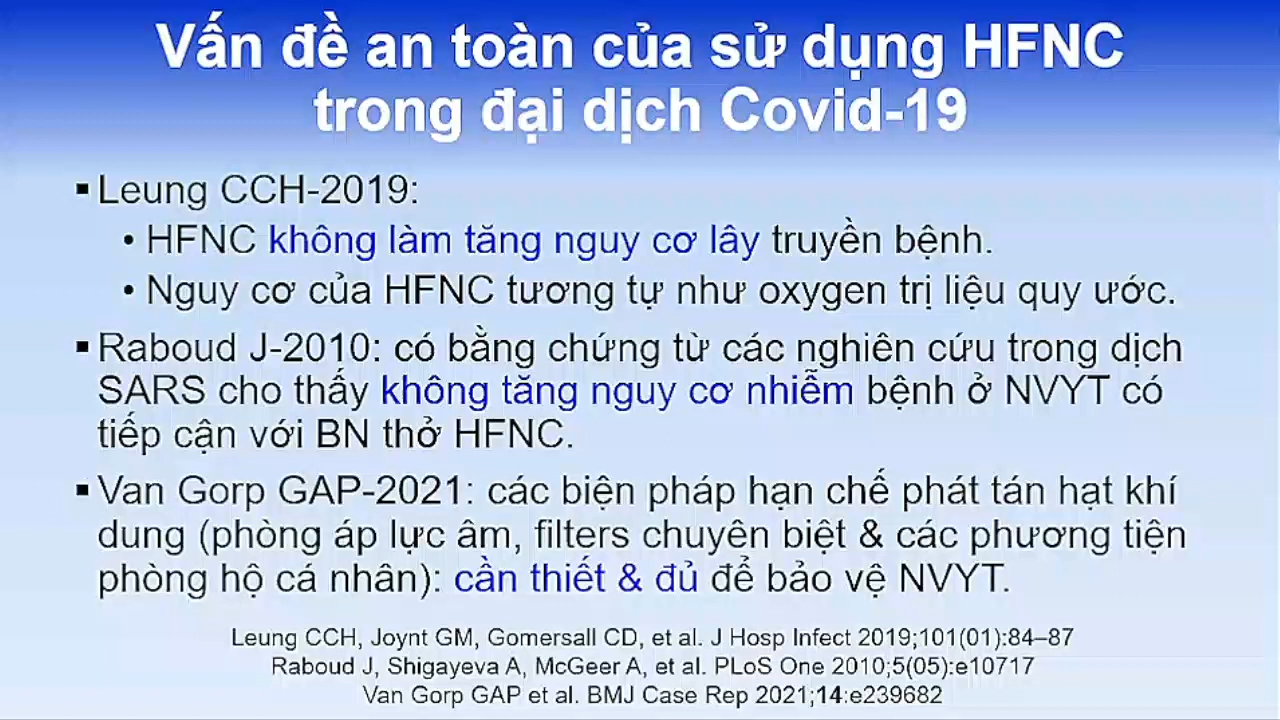 Vấn đề an toàn của sử dụng HFNC
trong đại dịch Covid-19
▪ Leung CCH-2019:
• HFNC không làm tăng nguy cơ lây truyền bệnh.
• Nguy cơ của HFNC tương tự như oxygen trị liệu quy ước.
▪ Raboud J-2010: có bằng chứng từ các nghiên cứu trong dịch
SARS cho thấy không tăng nguy cơ nhiễm bệnh ở NVYT có
tiếp cận với BN thở HFNC.
▪ Van Gorp GAP-2021: các biện pháp hạn chế phát tán hạt khí
dung (phòng áp lực âm, filters chuyên biệt & các phương tiện
phòng hộ cá nhân): cần thiết & đủ để bảo vệ NVYT.
Leung CCH, Joynt GM, Gomersall CD, et al. J Hosp Infect 2019;101(01):84–87
Raboud J, Shigayeva A, McGeer A, et al. PLoS One 2010;5(05):e10717
Van Gorp GAP et al. BMJ Case Rep 2021;14:e239682